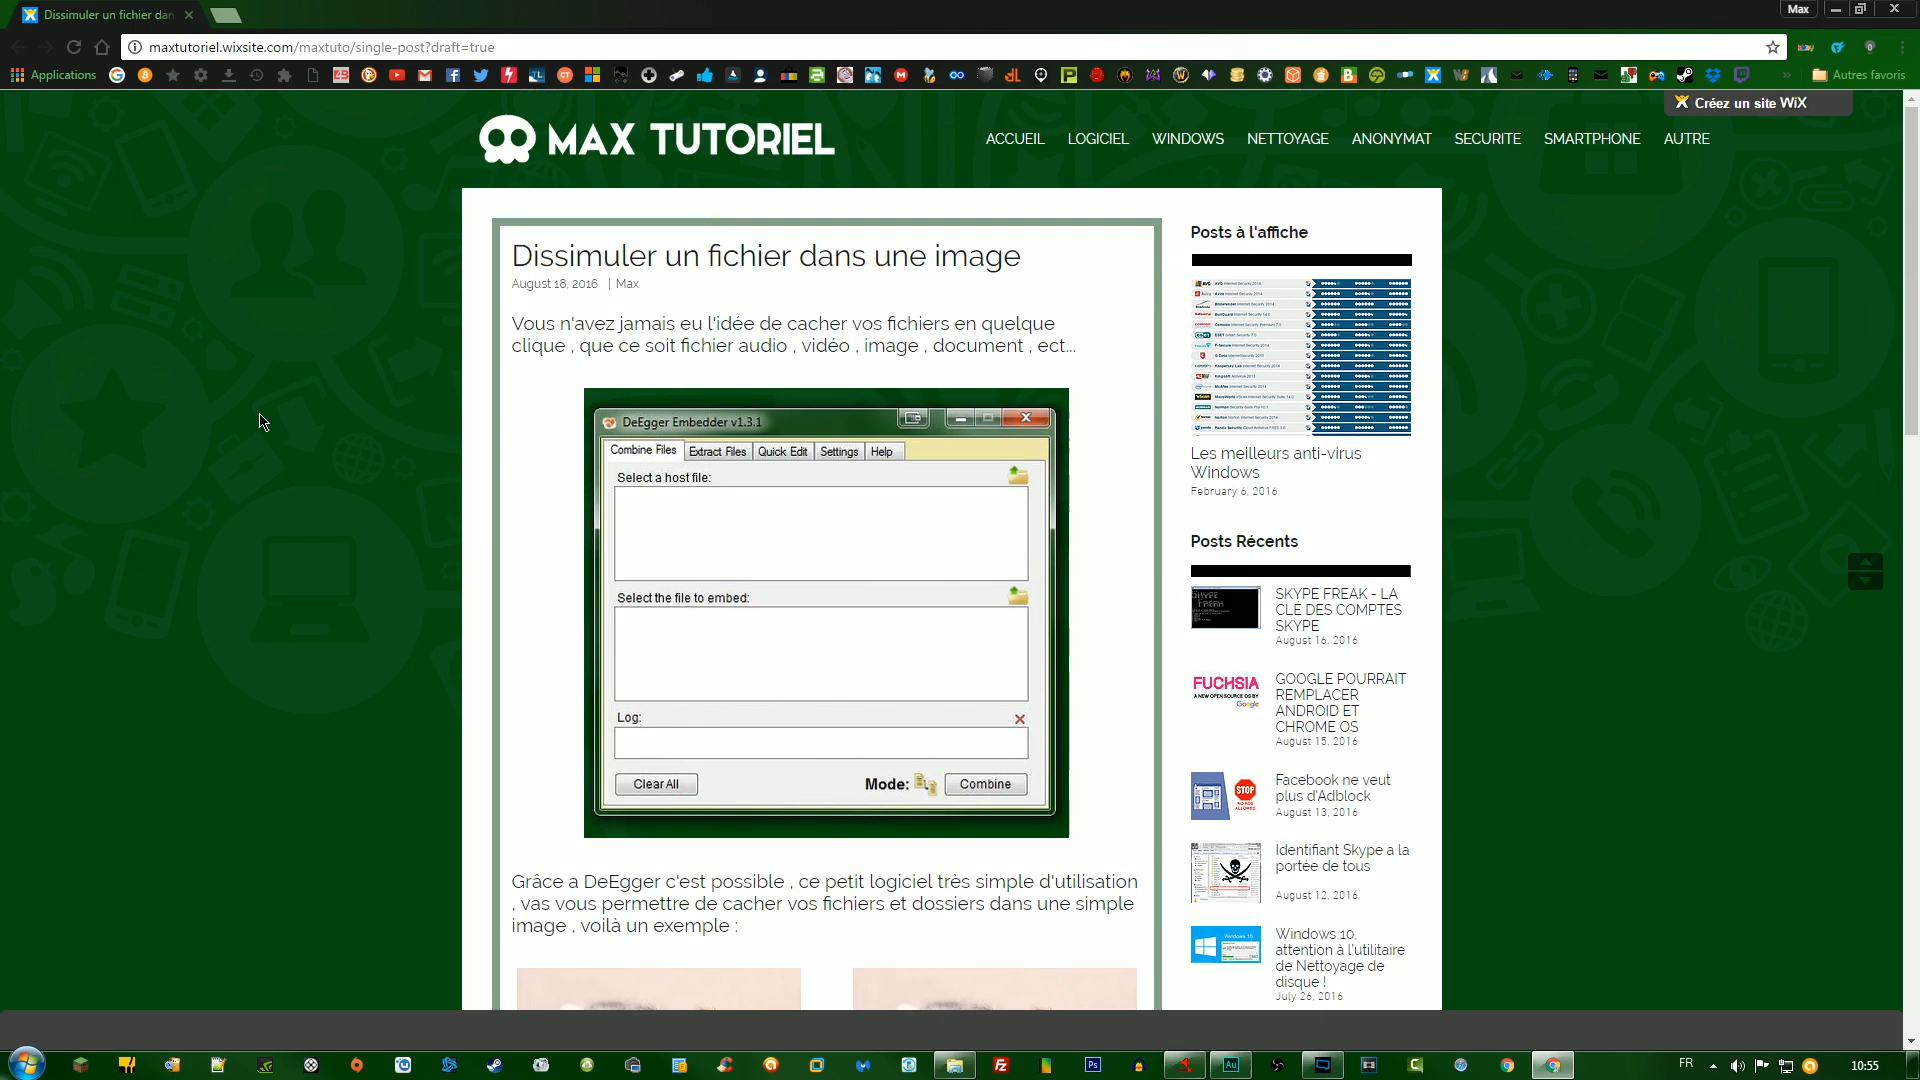 Dissimuler un fichier dan
Max
maxtutoriel.wixsite.com/maxtuto/single-post?draft=true
Applications
Autres favoris
Créez un site WiX
MAX TUTORIEL
ACCUEIL
LOGICIEL
WINDOWS
NETTOYAGE
ANONYMAT
SECURITE
SMARTPHONE
AUTRE
Dissimuler un fichier dans une image
August 18, 2016 | Max
Vous n'avez jamais eu l'idée de cacher vos fichiers en quelque
clique , que ce soit fichier audio , vidéo , image , document , ect...
DeEgger Embedder v1.3.1
Combine Files
Extract Files
Quick Edit
Settings
Help
Select a host file:
Select the file to embed:
Log:
Clear All
Mode:
Combine
Grâce a DeEgger c'est possible , ce petit logiciel très simple d'utilisation
, vas vous permettre de cacher vos fichiers et dossiers dans une simple
image , voilà un exemple :
Posts à l'affiche
Les meilleurs anti-virus
Windows
February 6, 2016
Posts Récents
SKYPE FREAK - LA
CLÉ DES COMPTES
SKYPE
August 16, 2016
FUCHSIA
A NEW OPEN SOURCE OS BY
Google
GOOGLE POURRAIT
REMPLACER
ANDROID ET
CHROME OS
August 15, 2016
STOP
Facebook ne veut
plus d'Adblock
August 13, 2016
Identifiant Skype a la
portée de tous
August 12, 2016
Windows 10,
attention à l'utilitaire
de Nettoyage de
disque !
July 26, 2016
FR
10:55